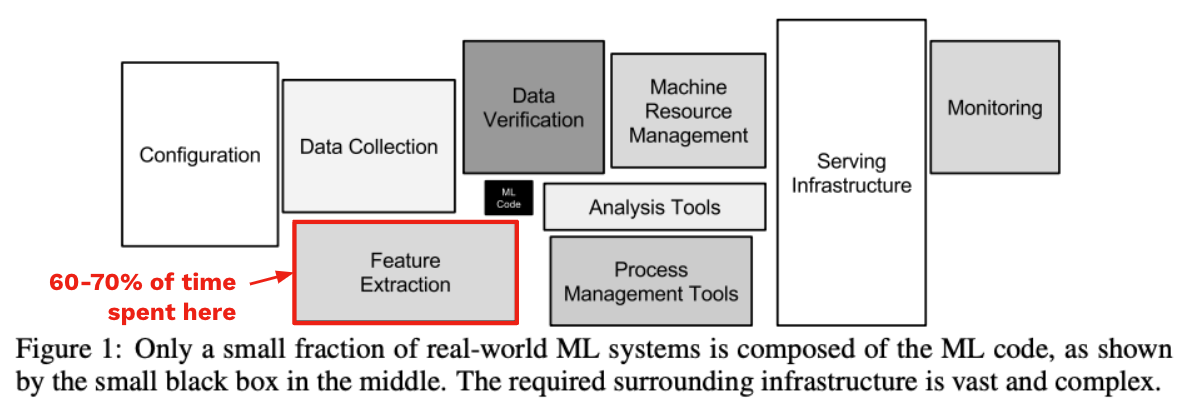 Configuration
Data Collection
Data
Verification
Machine
Resource
Management
Serving
Infrastructure
Monitoring
ML
Code
Analysis Tools
Feature
Extraction
Process
Management Tools
60-70% of time
spent here
Figure 1: Only a small fraction of real-world ML systems is composed of the ML code, as shown
by the small black box in the middle. The required surrounding infrastructure is vast and complex.